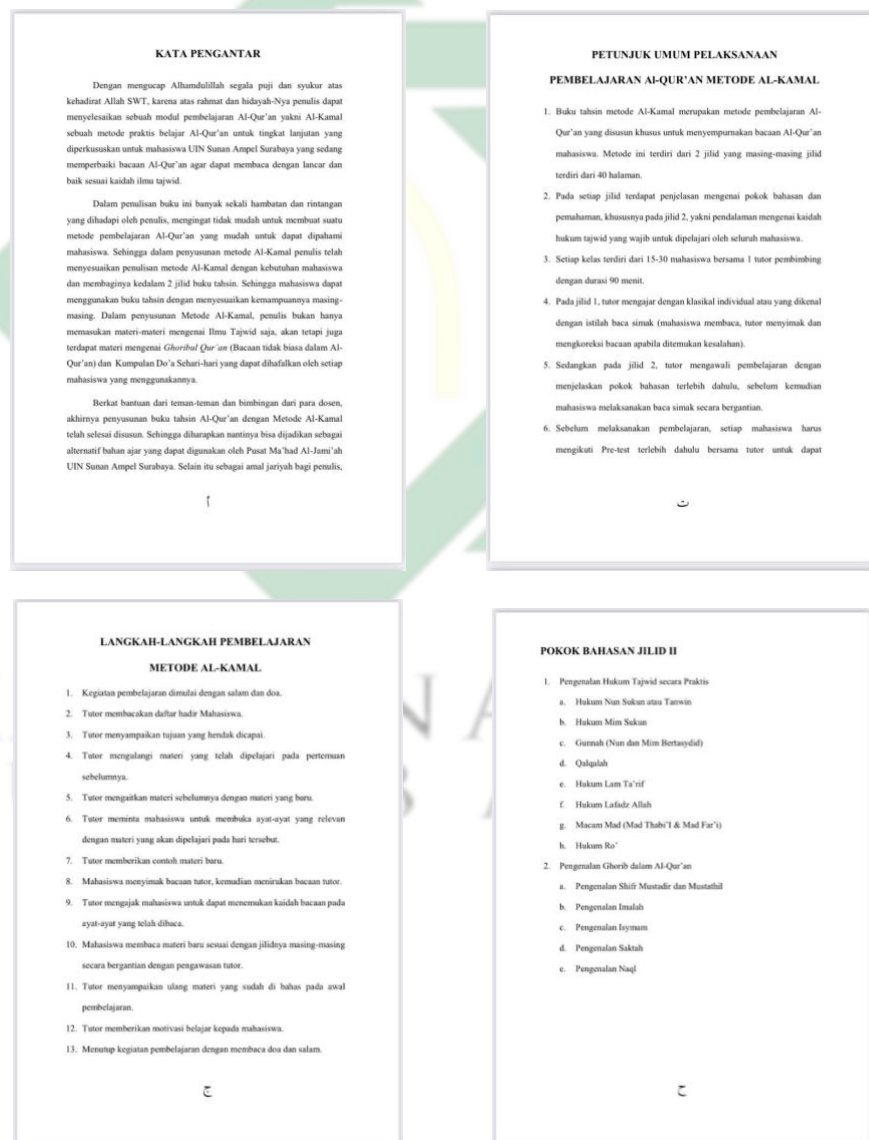 KATA PENGANTAR
Dengan mengucap Alhamdulillah segala puji dan syukur atas
kehadirat Allah SWT, karena atas rahmat dan hidayah-Nya penulis dapat
menyelesaikan sebuah modul pembelajaran Al-Qur'an yakni Al-Kamal
sebuah metode praktis belajar Al-Qur'an untuk tingkat lanjutan yang
diperkususkan untuk mahasiswa UIN Sunan Ampel Surabaya yang sedang
memperbaiki bacaan Al-Qur'an agar dapat membaca dengan lancar dan
baik sesuai kaidah ilmu tajwid.
Dalam penulisan buku ini banyak sekali hambatan dan rintangan
yang dihadapi oleh penulis, mengingat tidak mudah untuk membuat suatu
metode pembelajaran Al-Qur'an yang mudah untuk dapat dipahami
mahasiswa. Sehingga dalam penyusunan metode Al-Kamal penulis telah
menyesuaikan penulisan metode Al-Kamal dengan kebutuhan mahasiswa
dan membaginya kedalam 2 jilid buku tahsin. Sehingga mahasiswa dapat
menggunakan buku tahsin dengan menyesuaikan kemampuannya masing-
masing. Dalam penyusunan Metode Al-Kamal, penulis bukan hanya
memasukan materi-materi mengenai Ilmu Tajwid saja, akan tetapi juga
terdapat materi mengenai Ghoribul Qur'an (Bacaan tidak biasa dalam Al-
Qur'an) dan Kumpulan Do'a Sehari-hari yang dapat dihafalkan oleh setiap
mahasiswa yang menggunakannya.
Berkat bantuan dari teman-teman dan bimbingan dari para dosen,
akhirnya penyusunan buku tahsin Al-Qur'an dengan Metode Al-Kamal
telah selesai disusun. Sehingga diharapkan nantinya bisa dijadikan sebagai
alternatif bahan ajar yang dapat digunakan oleh Pusat Ma'had Al-Jami'ah
UIN Sunan Ampel Surabaya. Selain itu sebagai amal jariyah bagi penulis,
أ
PETUNJUK UMUM PELAKSANAAN
PEMBELAJARAN Al-QUR'AN METODE AL-KAMAL
1. Buku tahsin metode Al-Kamal merupakan metode pembelajaran Al-
Qur'an yang disusun khusus untuk menyempurnakan bacaan Al-Qur'an
mahasiswa. Metode ini terdiri dari 2 jilid yang masing-masing jilid
terdiri dari 40 halaman.
2. Pada setiap jilid terdapat penjelasan mengenai pokok bahasan dan
pemahaman, khususnya pada jilid 2, yakni pendalaman mengenai kaidah
hukum tajwid yang wajib untuk dipelajari oleh seluruh mahasiswa.
3. Setiap kelas terdiri dari 15-30 mahasiswa bersama 1 tutor pembimbing
dengan durasi 90 menit.
4. Pada jilid 1, tutor mengajar dengan klasikal individual atau yang dikenal
dengan istilah baca simak (mahasiswa membaca, tutor menyimak dan
mengkoreksi bacaan apabila ditemukan kesalahan).
5. Sedangkan pada jilid 2, tutor mengawali pembelajaran dengan
menjelaskan pokok bahasan terlebih dahulu, sebelum kemudian
mahasiswa melaksanakan baca simak secara bergantian.
6. Sebelum melaksanakan pembelajaran, setiap mahasiswa harus
mengikuti Pre-test terlebih dahulu bersama tutor untuk dapat
ت
LANGKAH-LANGKAH PEMBELAJARAN
METODE AL-KAMAL
1. Kegiatan pembelajaran dimulai dengan salam dan doa.
2. Tutor membacakan daftar hadir Mahasiswa.
3. Tutor menyampaikan tujuan yang hendak dicapai.
4. Tutor mengulangi materi yang telah dipelajari pada pertemuan
sebelumnya.
5. Tutor mengaitkan materi sebelumnya dengan materi yang baru.
6. Tutor meminta mahasiswa untuk membuka ayat-ayat yang relevan
dengan materi yang akan dipelajari pada hari tersebut.
7. Tutor memberikan contoh materi baru.
8. Mahasiswa menyimak bacaan tutor, kemudian menirukan bacaan tutor.
9. Tutor mengajak mahasiswa untuk dapat menemukan kaidah bacaan pada
ayat-ayat yang telah dibaca.
10. Mahasiswa membaca materi baru sesuai dengan jilidnya masing-masing
secara bergantian dengan pengawasan tutor.
11. Tutor menyampaikan ulang materi yang sudah di bahas pada awal
pembelajaran.
12. Tutor memberikan motivasi belajar kepada mahasiswa.
13. Menutup kegiatan pembelajaran dengan membaca doa dan salam.
ج
POKOK BAHASAN JILID II
1. Pengenalan Hukum Tajwid secara Praktis
a. Hukum Nun Sukun atau Tanwin
b. Hukum Mim Sukun
c. Gunnah (Nun dan Mim Bertasydid)
d. Qalqalah
e. Hukum Lam Ta'rif
f. Hukum Lafadz Allah
g. Macam Mad (Mad Thabi'I & Mad Far'i)
h. Hukum Ro'
2. Pengenalan Ghorib dalam Al-Qur'an
a. Pengenalan Shifr Mustadir dan Mustathil
b. Pengenalan Imalah
c. Pengenalan Isymam
d. Pengenalan Saktah
e. Pengenalan Naql
ح